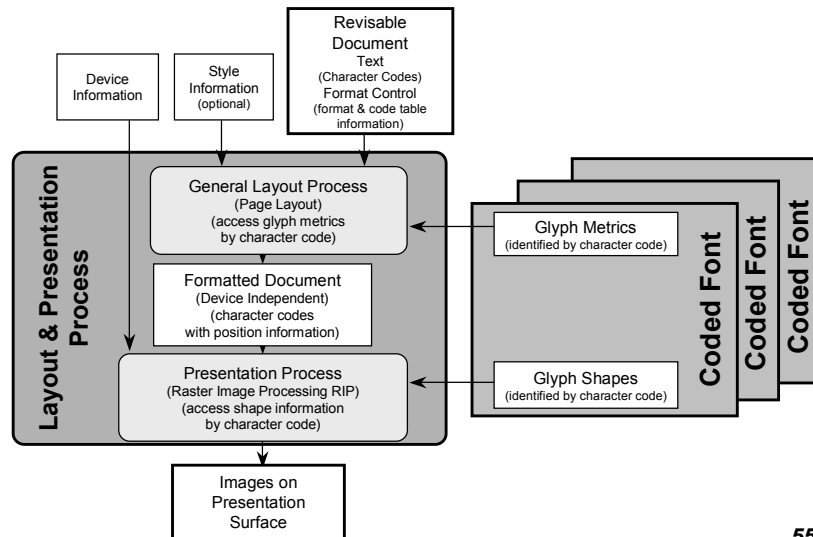 Revisable
Document
Text
(Character Codes)
Format Control
(format & code table
information)
Device
Information
Style
Information
(optional)
Layout & Presentation
Process
General Layout Process
(Page Layout)
(access glyph metrics
by character code)
Formatted Document
(Device Independent)
(character codes
with position information)
Presentation Process
(Raster Image Processing RIP)
(access shape information
by character code)
Images on
Presentation
Surface
Glyph Metrics
(identified by character code)
Glyph Shapes
(identified by character code)
Coded Font
Coded Font
Coded Font
55